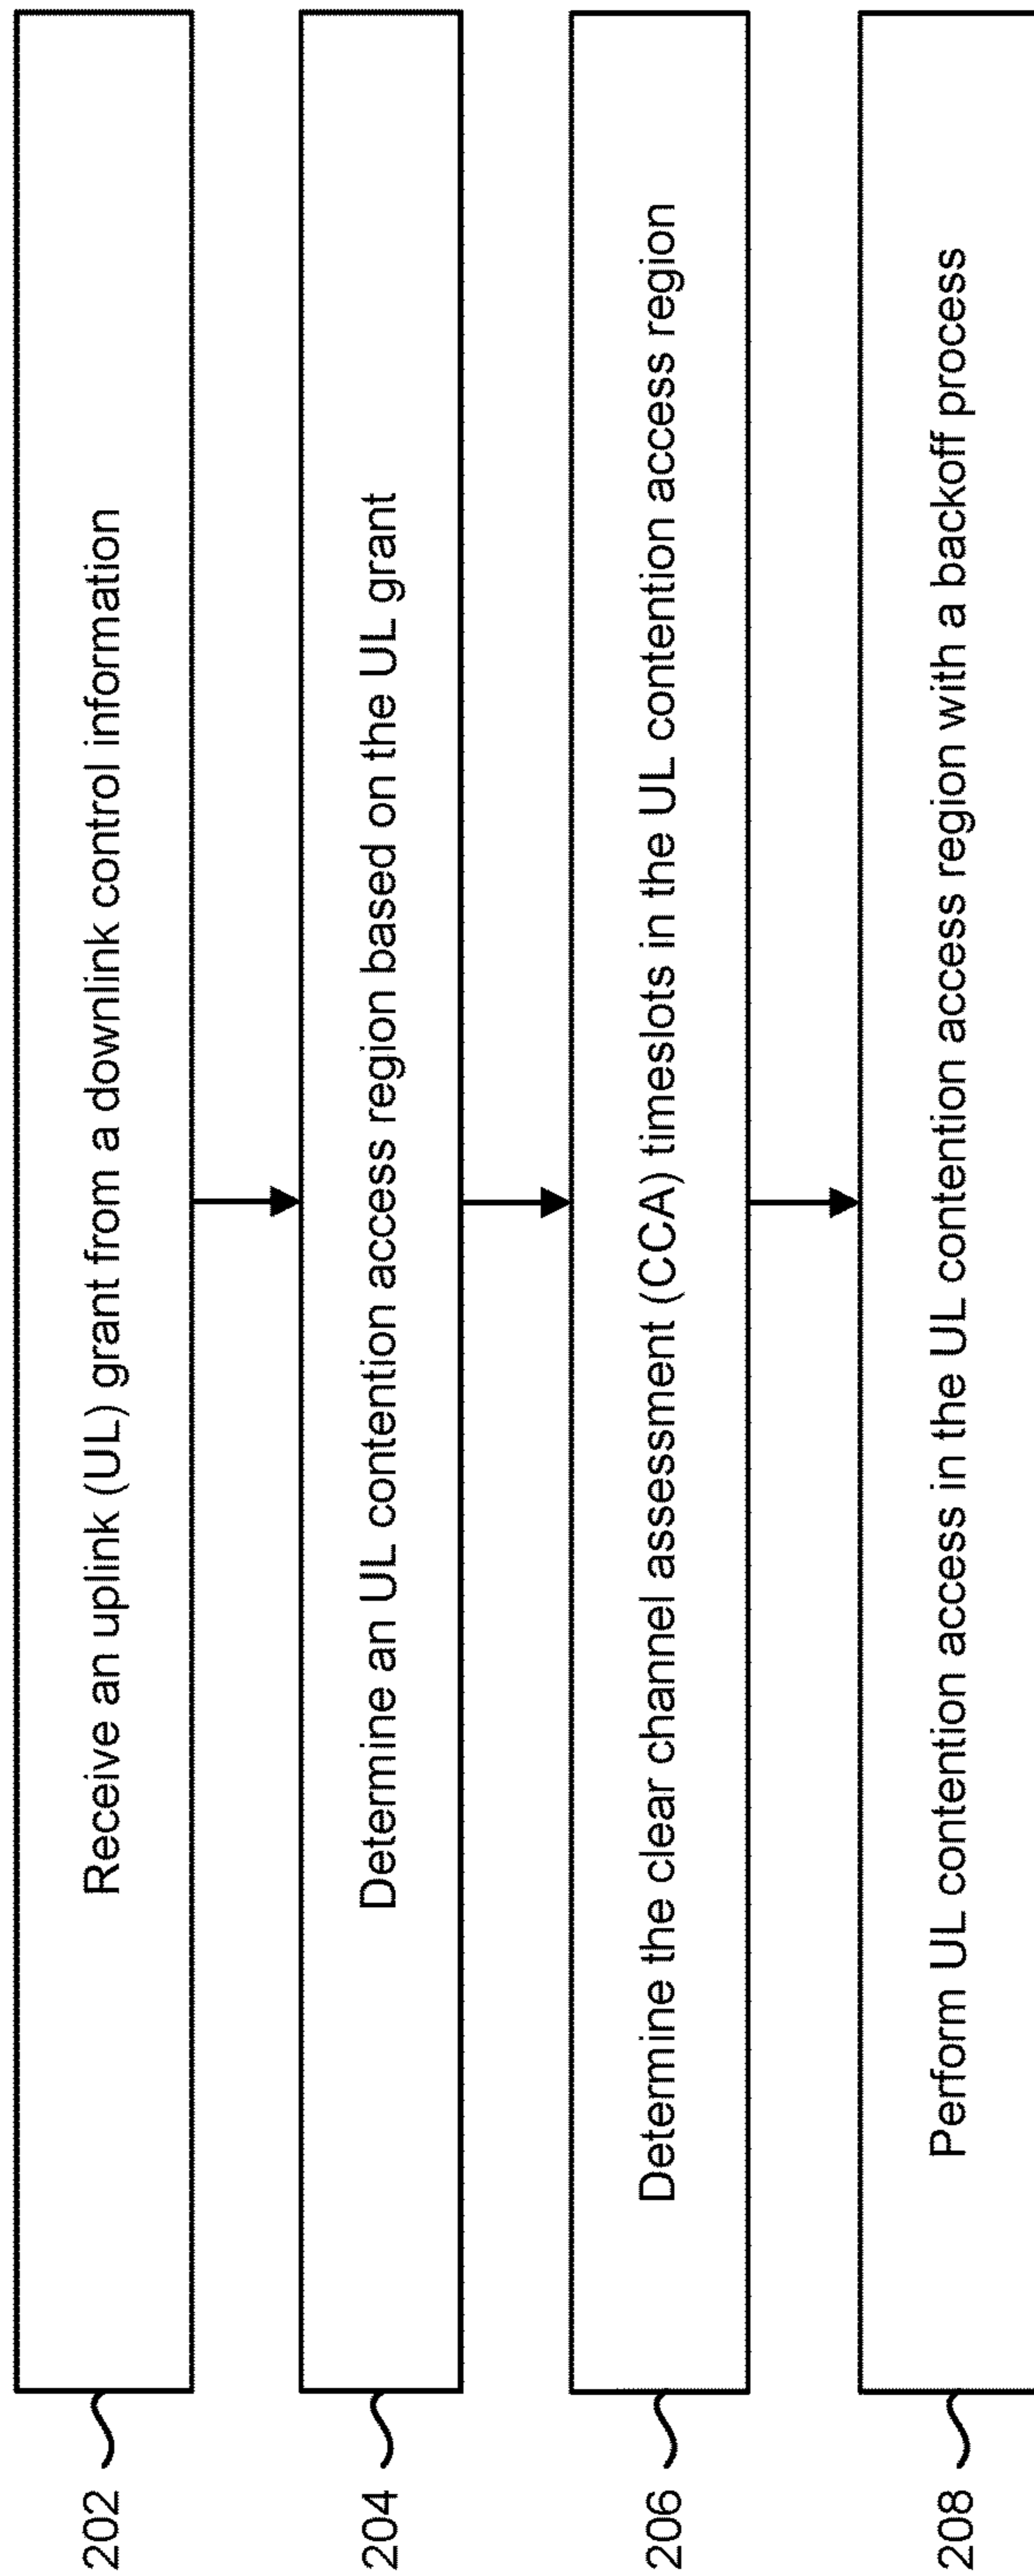 202
Receive an uplink (UL) grant from a downlink control information
204
Determine an UL contention access region based on the UL grant
206
Determine the clear channel assessment (CCA) timeslots in the UL contention access region
208
Perform UL contention access in the UL contention access region with a backoff process